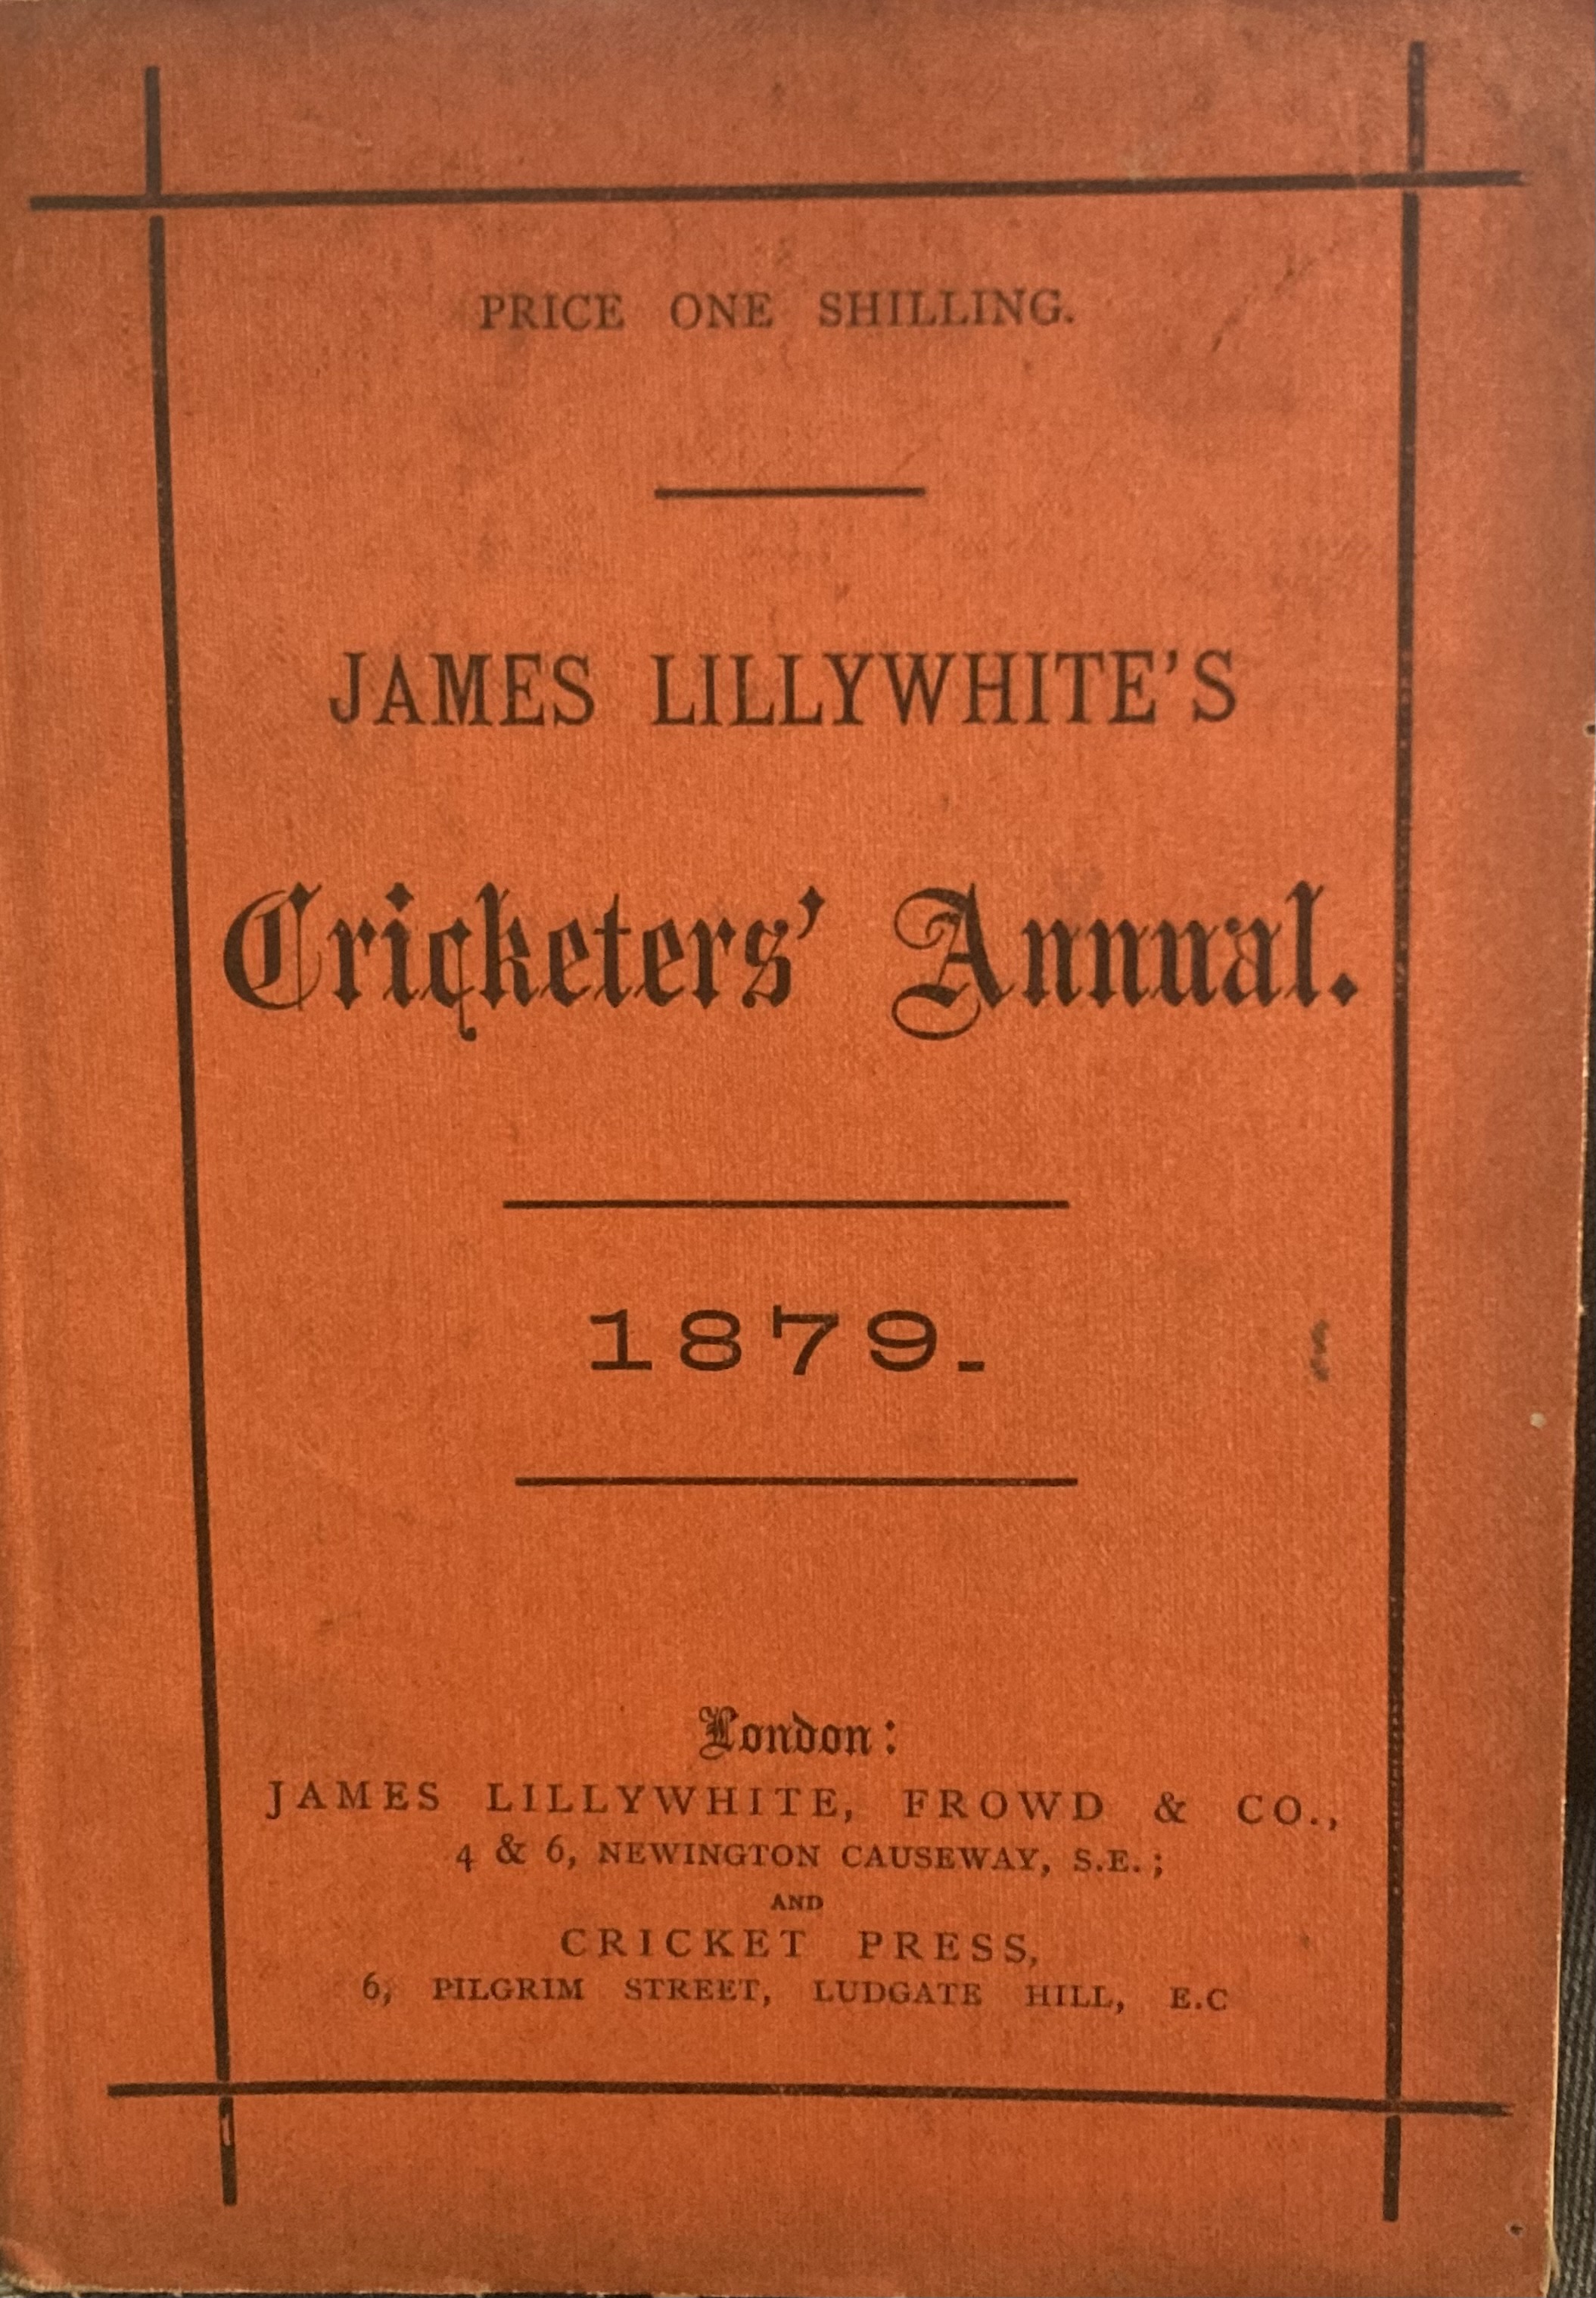 PRICE ONE SHILLING.
JAMES LILLYWHITE'S
Cricketers' Annual.
1879.
London:
JAMES LILLYWHITE, FROWD & CO.,
4 & 6, NEWINGTON CAUSEWAY, S.E.;
AND
CRICKET PRESS,
6, PILGRIM STREET, LUDGATE HILL, E.C